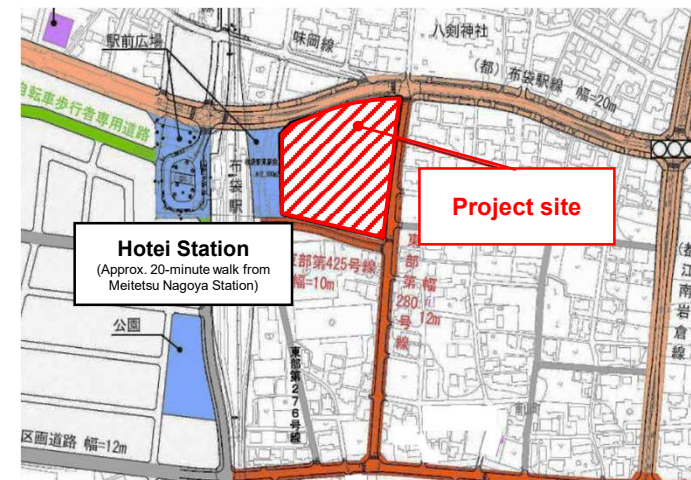 駅前広場
味岡線
八剣神社
(都) 布袋駅線 幅=20m
自転車歩行者専用道路
布袋駅
Project site
Hotei Station
(Approx. 20-minute walk from
Meitetsu Nagoya Station)
部第425号線
幅=10m
東部第280号線
幅
12m
(都)江南岩倉線
公園
東部第276号線
区画道路 幅=12m